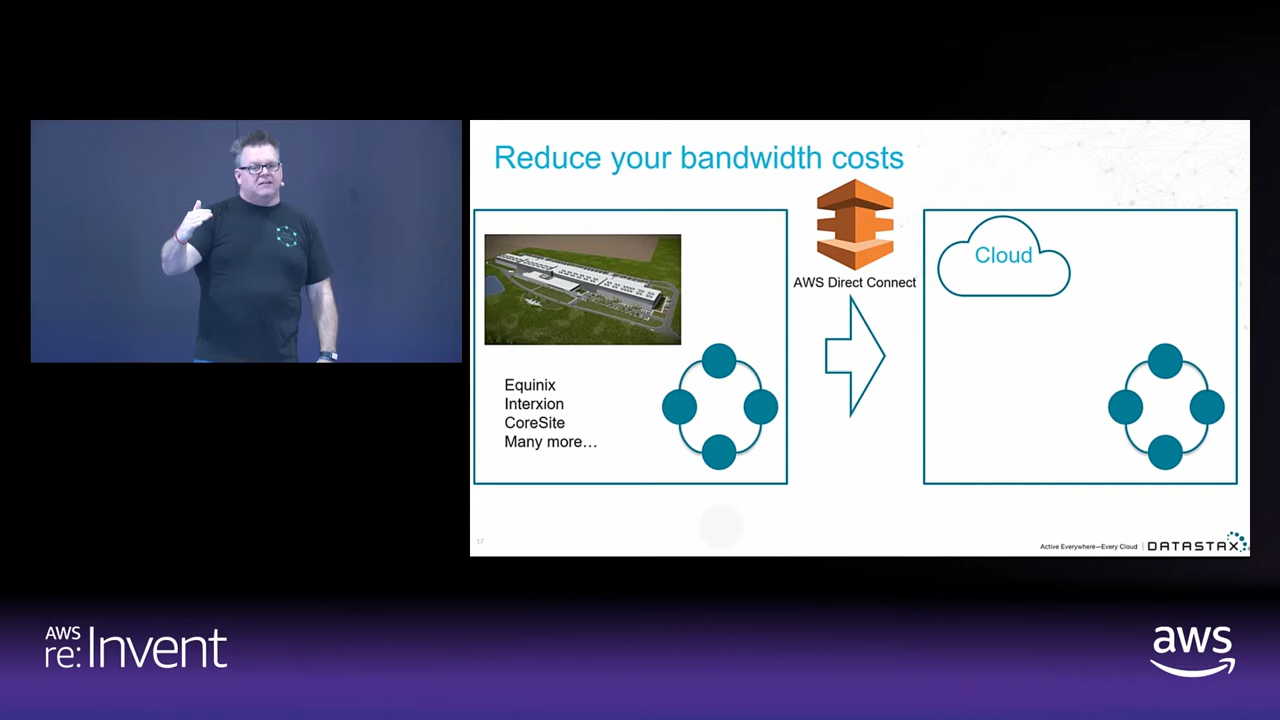 Reduce your bandwidth costs
AWS Direct Connect
Cloud
Equinix
Interxion
CoreSite
Many more…
17
Active Everywhere—Every Cloud | DATASTAX
AWS
re:Invent
aws